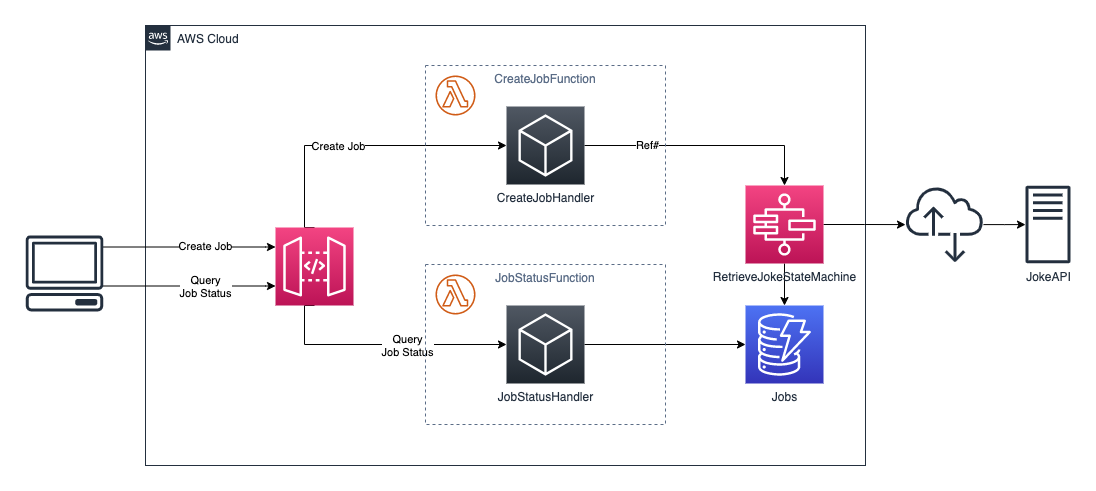 aws
AWS Cloud
CreateJobFunction
Create Job
Ref#
CreateJobHandler
Create Job
Query
Job Status
JobStatusFunction
RetrieveJokeStateMachine
JokeAPI
Query
Job Status
JobStatusHandler
Jobs